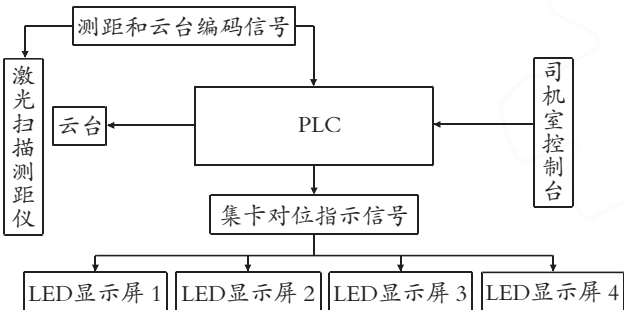 测距和云台编码信号
激光扫描测距仪
云台
PLC
司机室控制台
集卡对位指示信号
LED显示屏 1
LED显示屏 2
LED显示屏 3
LED显示屏 4